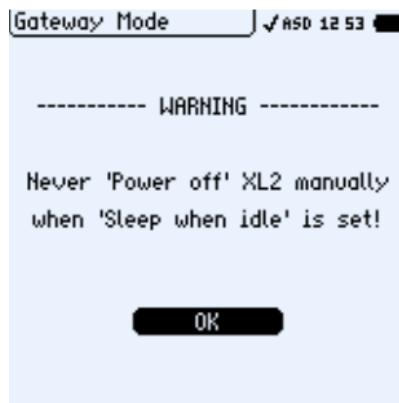 Gateway Mode √ASD 12 53
----------- WARNING ------------
Never 'Power off' XL2 manually
when 'Sleep when idle' is set!
OK